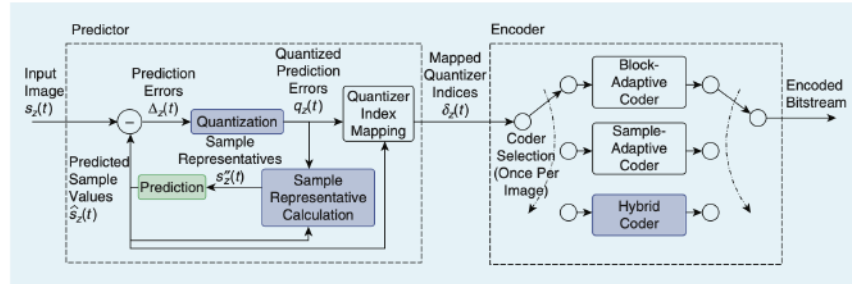 Predictor
Encoder
Input
Image
s_z(t)
Prediction
Errors
Δ_z(t)
Quantized
Prediction
Errors
q_z(t)
Mapped
Quantizer
Indices
δ_z(t)
Encoded
Bitstream
−
Quantization
Quantizer
Index
Mapping
Sample
Representatives
s″_z(t)
Predicted
Sample
Values
ŝ_z(t)
Prediction
Sample
Representative
Calculation
Coder
Selection
(Once Per
Image)
Block-
Adaptive
Coder
Sample-
Adaptive
Coder
Hybrid
Coder